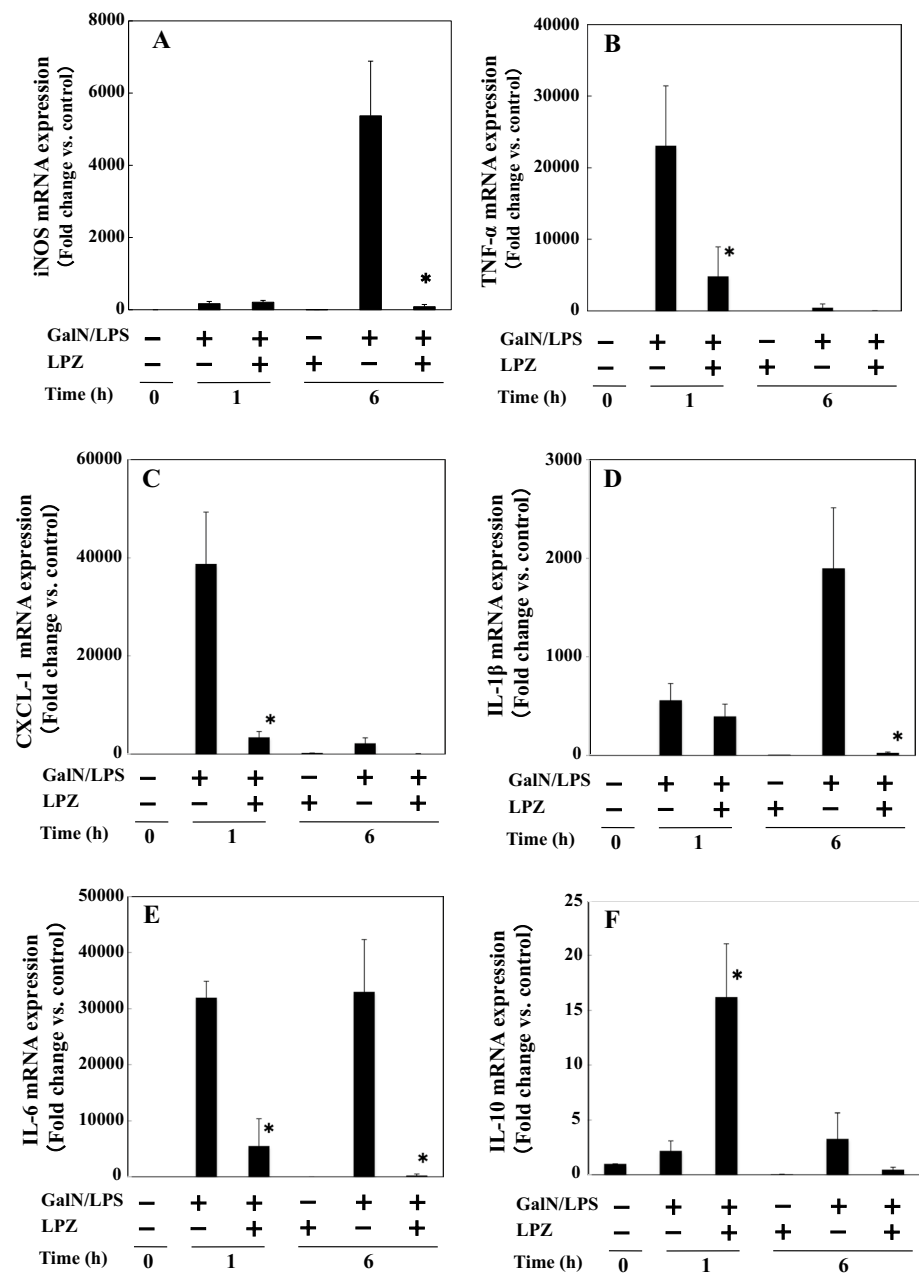 A
iNOS mRNA expression
(Fold change vs. control)
8000
6000
4000
2000
0
*
GalN/LPS − + + − + +
LPZ − − + + − +
Time (h) 0 1 6
B
TNF-α mRNA expression
(Fold change vs. control)
40000
30000
20000
10000
0
*
GalN/LPS − + + − + +
LPZ − − + + − +
Time (h) 0 1 6
C
CXCL-1 mRNA expression
(Fold change vs. control)
60000
40000
20000
0
*
GalN/LPS − + + − + +
LPZ − − + + − +
Time (h) 0 1 6
D
IL-1β mRNA expression
(Fold change vs. control)
3000
2000
1000
0
*
GalN/LPS − + + − + +
LPZ − − + + − +
Time (h) 0 1 6
E
IL-6 mRNA expression
(Fold change vs. control)
50000
40000
30000
20000
10000
0
*
*
GalN/LPS − + + − + +
LPZ − − + + − +
Time (h) 0 1 6
F
IL-10 mRNA expression
(Fold change vs. control)
25
20
15
10
5
0
*
GalN/LPS − + + − + +
LPZ − − + + − +
Time (h) 0 1 6